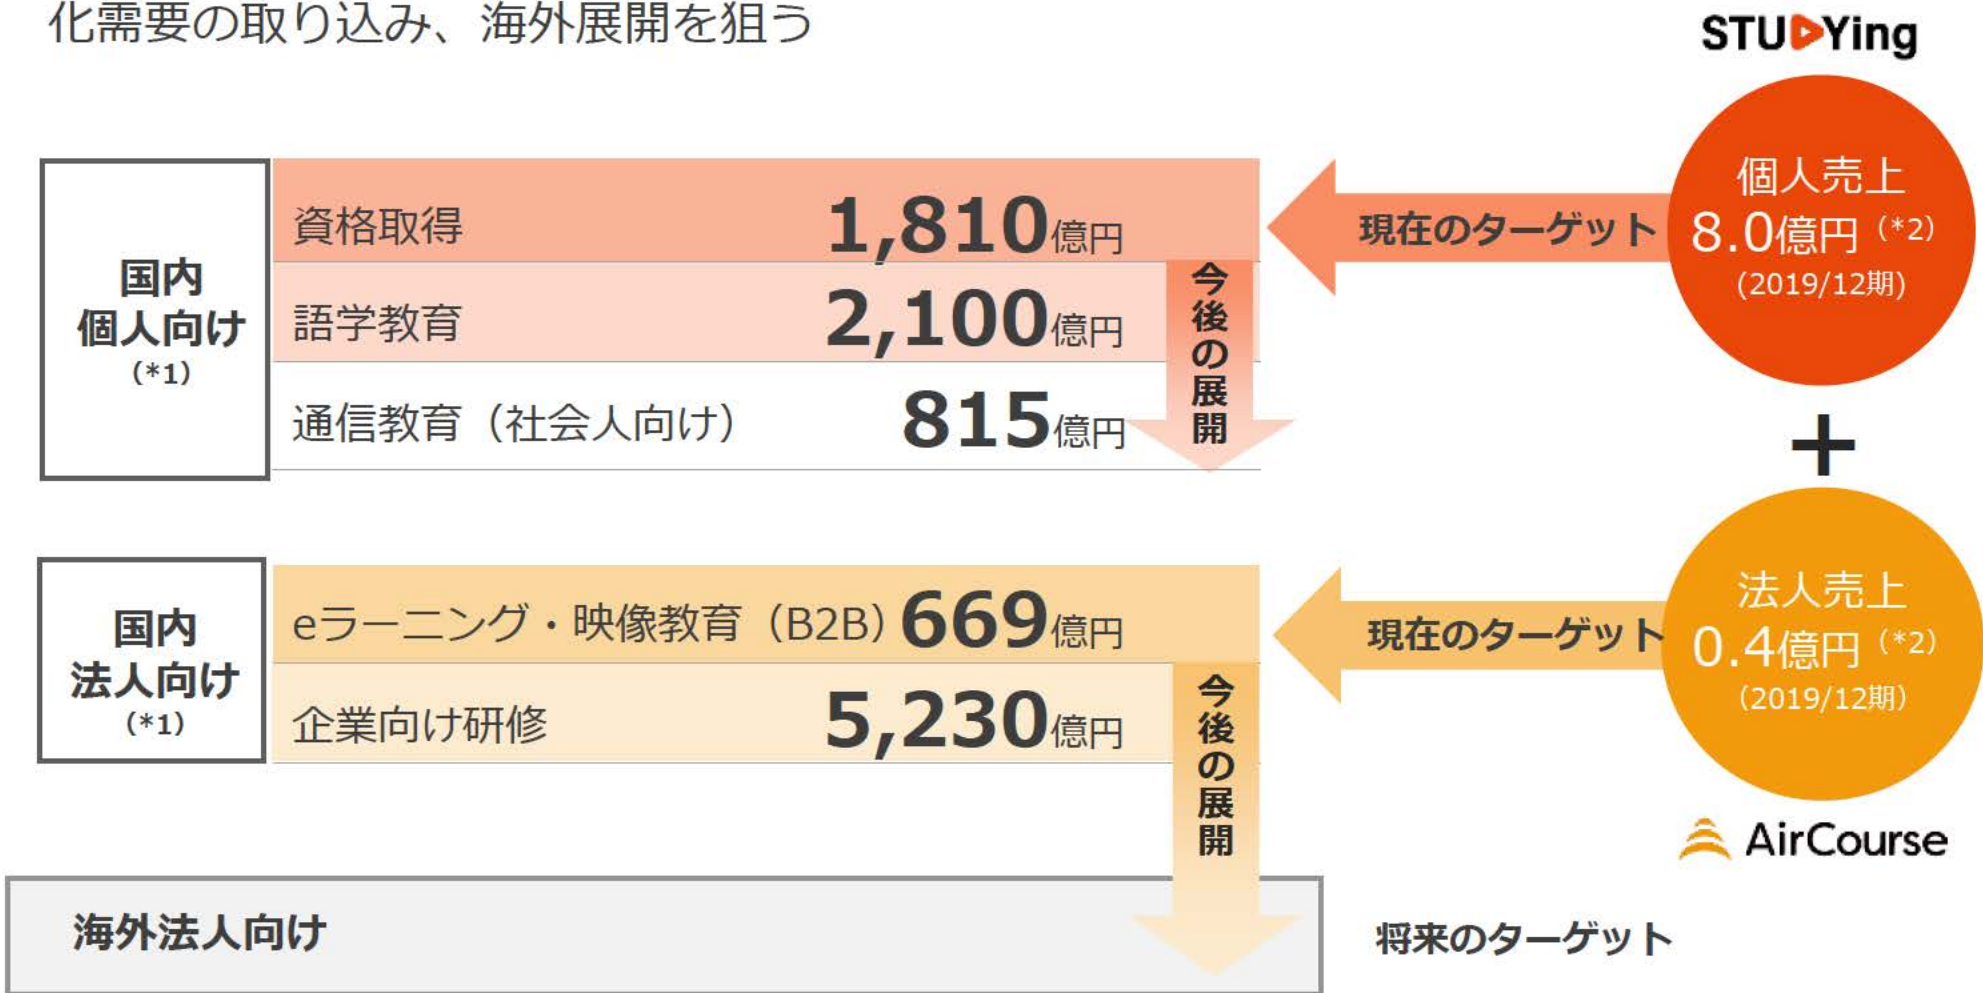 化需要の取り込み、海外展開を狙う
STUDYing
国内
個人向け
(*1)
資格取得 1,810億円
語学教育 2,100億円
通信教育（社会人向け） 815億円
今後の展開
現在のターゲット
個人売上
8.0億円（*2）
(2019/12期)
+
国内
法人向け
(*1)
eラーニング・映像教育（B2B）669億円
企業向け研修 5,230億円
今後の展開
現在のターゲット
法人売上
0.4億円（*2）
(2019/12期)
AirCourse
海外法人向け
将来のターゲット